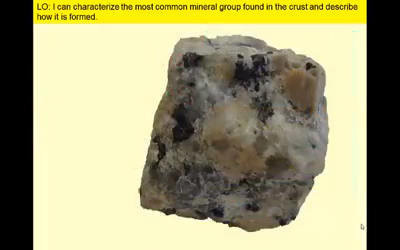 LO: I can characterize the most common mineral group found in the crust and describe
how it is formed.